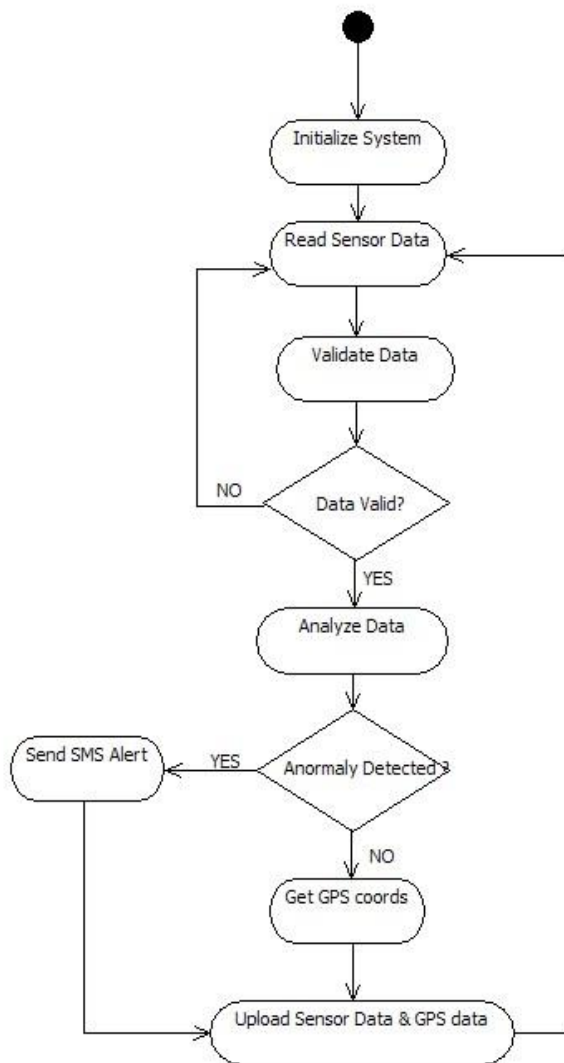 Initialize System
Read Sensor Data
Validate Data
Data Valid?
NO
YES
Analyze Data
Anormaly Detected ?
YES
Send SMS Alert
NO
Get GPS coords
Upload Sensor Data & GPS data